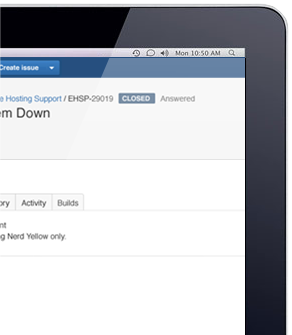 Mon 10:50 AM
Create issue
e Hosting Support / EHSP-29019 CLOSED Answered
em Down
ory Activity Builds
nt
g Nerd Yellow only.